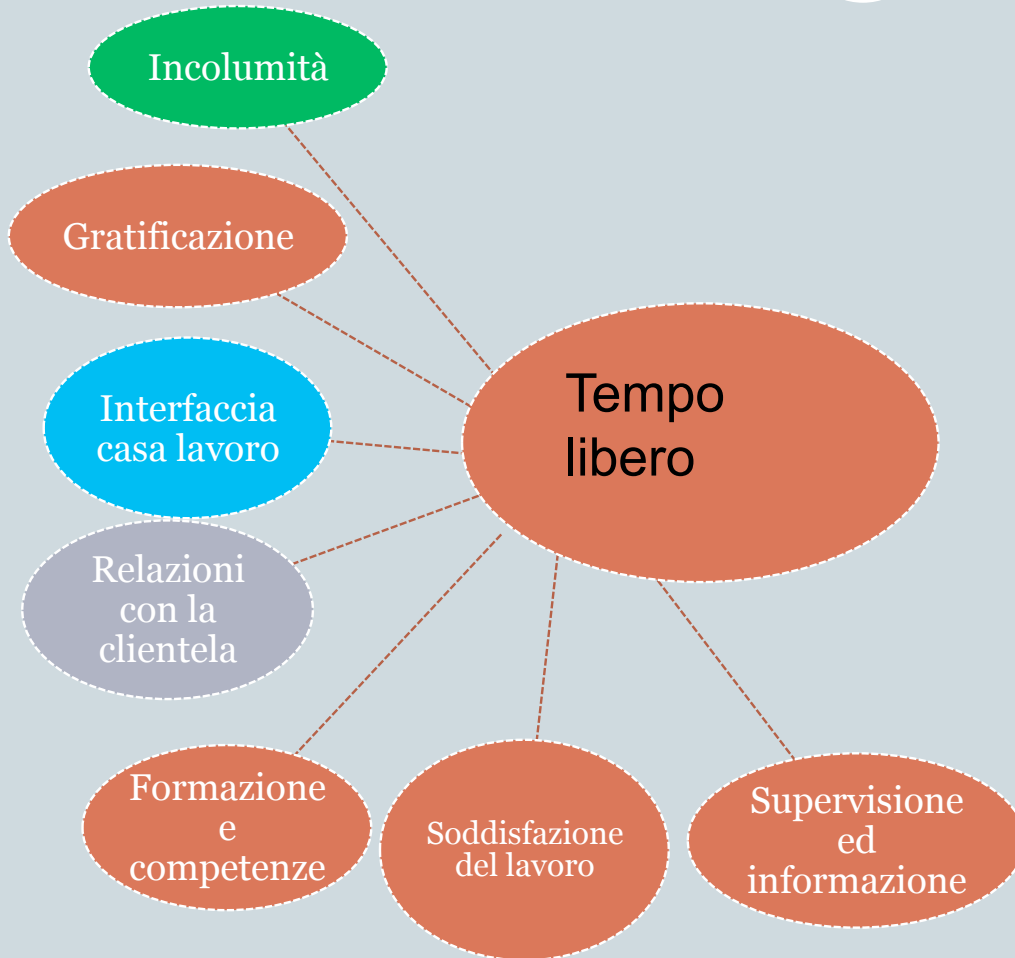 Incolumità
Gratificazione
Interfaccia
casa lavoro
Tempo
libero
Relazioni
con la
clientela
Formazione
e
competenze
Soddisfazione
del lavoro
Supervisione
ed
informazione